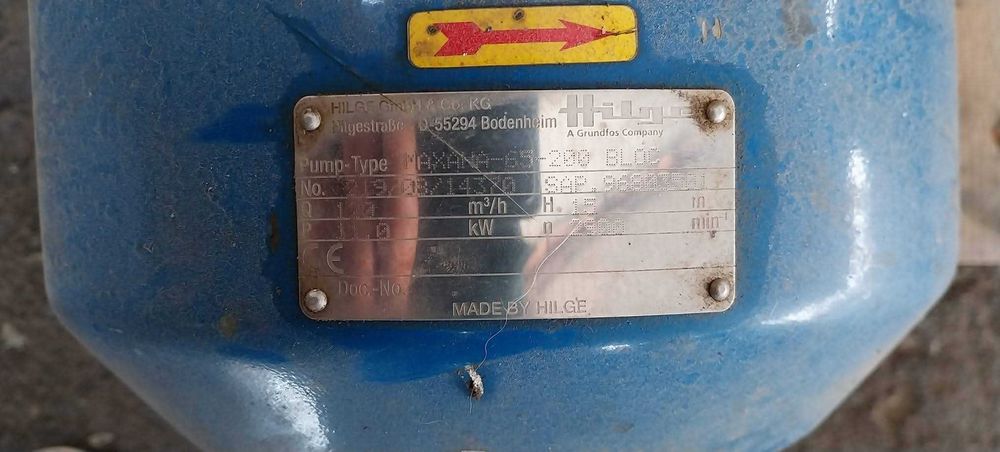 HILGE GmbH & Co. KG
Hilgestraße D-55294 Bodenheim
Hilge
A Grundfos Company
Pump-Type MAXANA-65-200 BLOC
No. SAP.
Q m³/h H 15 m
P kW n 2900 min⁻¹
CE
Doc.-No.
MADE BY HILGE